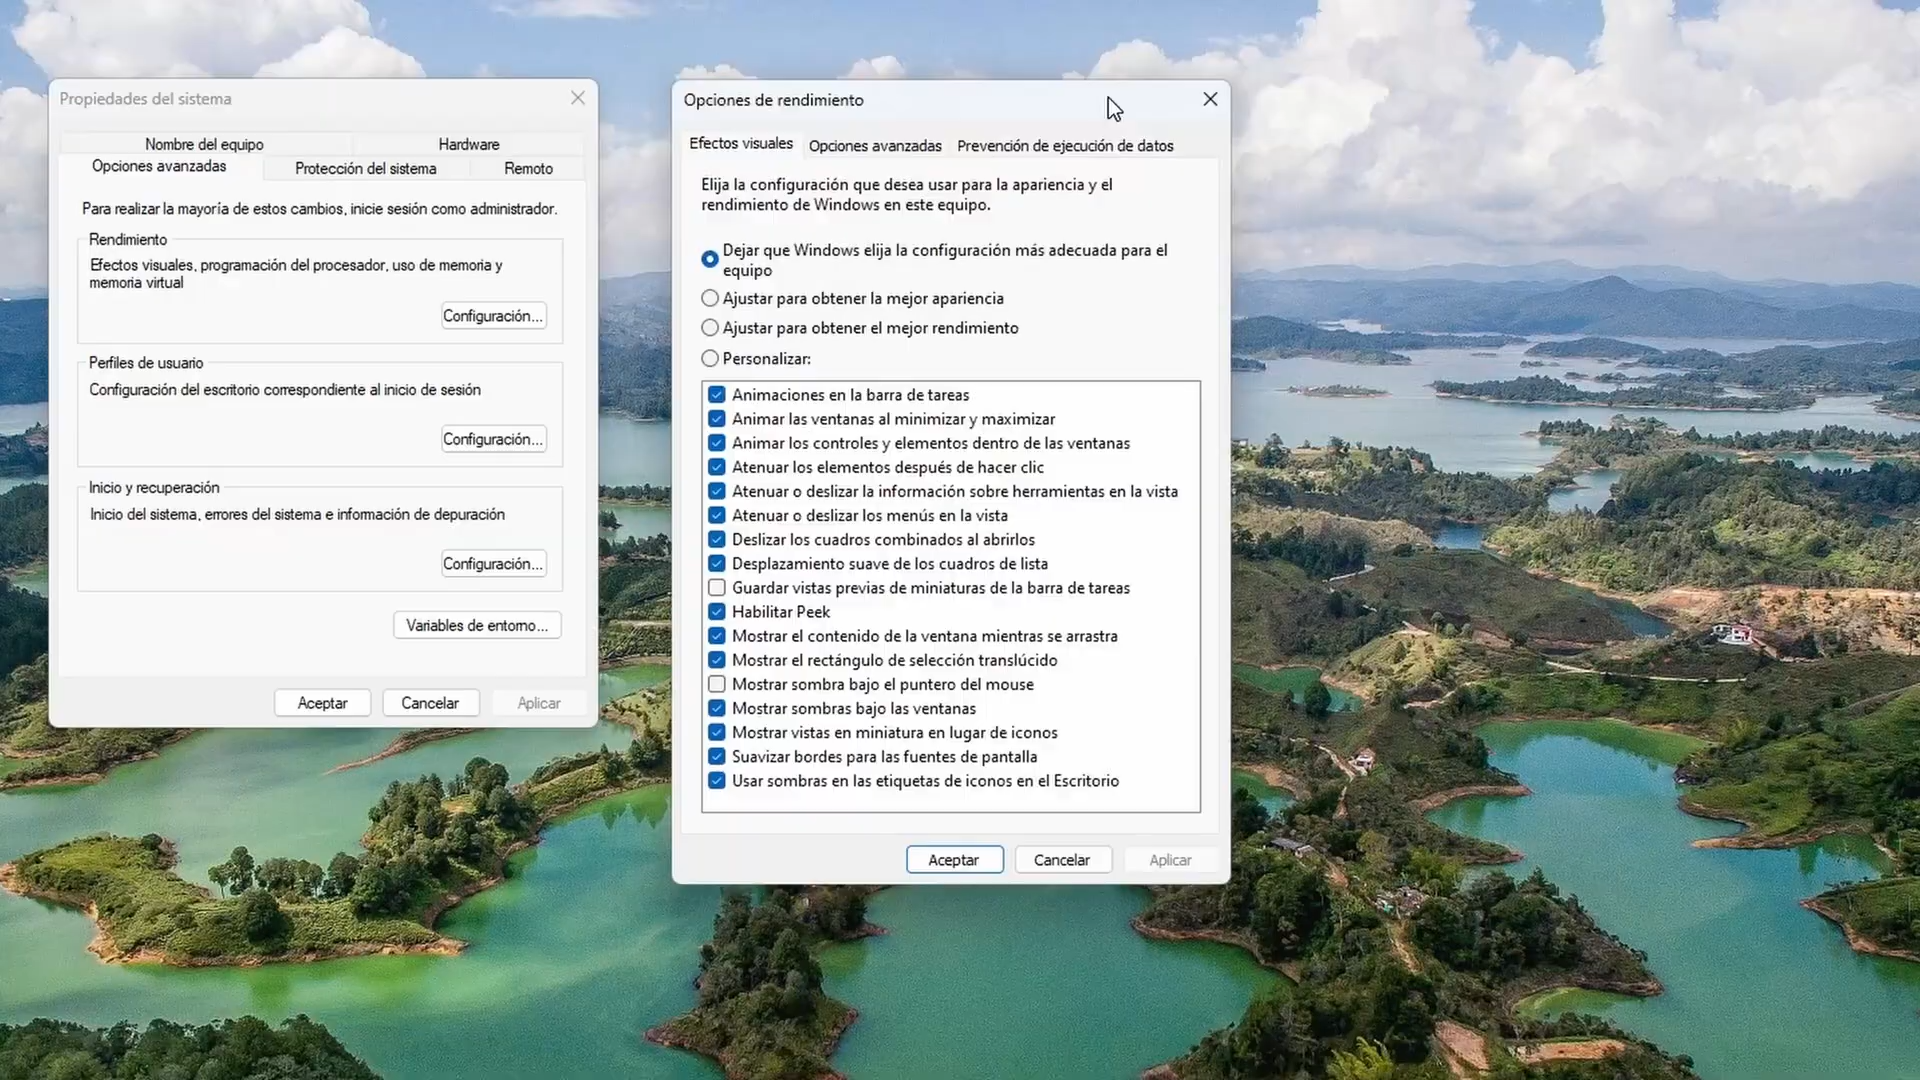 Propiedades del sistema
Nombre del equipo
Hardware
Opciones avanzadas
Protección del sistema
Remoto
Para realizar la mayoría de estos cambios, inicie sesión como administrador.
Rendimiento
Efectos visuales, programación del procesador, uso de memoria y
memoria virtual
Configuración...
Perfiles de usuario
Configuración del escritorio correspondiente al inicio de sesión
Configuración...
Inicio y recuperación
Inicio del sistema, errores del sistema e información de depuración
Configuración...
Variables de entorno...
Aceptar
Cancelar
Aplicar
Opciones de rendimiento
Efectos visuales
Opciones avanzadas
Prevención de ejecución de datos
Elija la configuración que desea usar para la apariencia y el
rendimiento de Windows en este equipo.
Dejar que Windows elija la configuración más adecuada para el
equipo
Ajustar para obtener la mejor apariencia
Ajustar para obtener el mejor rendimiento
Personalizar:
Animaciones en la barra de tareas
Animar las ventanas al minimizar y maximizar
Animar los controles y elementos dentro de las ventanas
Atenuar los elementos después de hacer clic
Atenuar o deslizar la información sobre herramientas en la vista
Atenuar o deslizar los menús en la vista
Deslizar los cuadros combinados al abrirlos
Desplazamiento suave de los cuadros de lista
Guardar vistas previas de miniaturas de la barra de tareas
Habilitar Peek
Mostrar el contenido de la ventana mientras se arrastra
Mostrar el rectángulo de selección translúcido
Mostrar sombra bajo el puntero del mouse
Mostrar sombras bajo las ventanas
Mostrar vistas en miniatura en lugar de iconos
Suavizar bordes para las fuentes de pantalla
Usar sombras en las etiquetas de iconos en el Escritorio
Aceptar
Cancelar
Aplicar